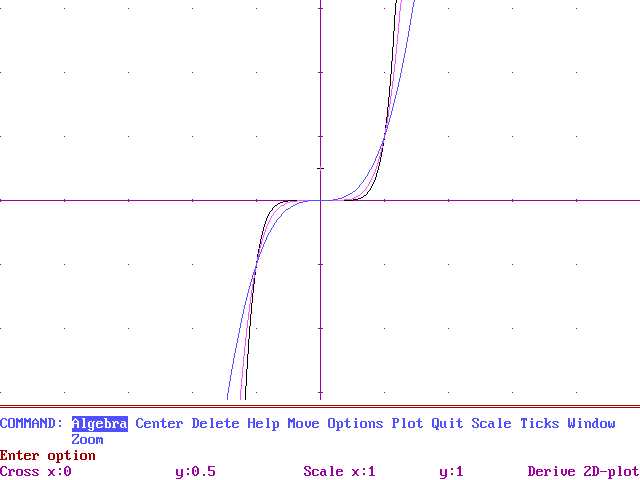 COMMAND: Algebra Center Delete Help Move Options Plot Quit Scale Ticks Window
Zoom
Enter option
Cross x:0 y:0.5 Scale x:1 y:1 Derive 2D-plot